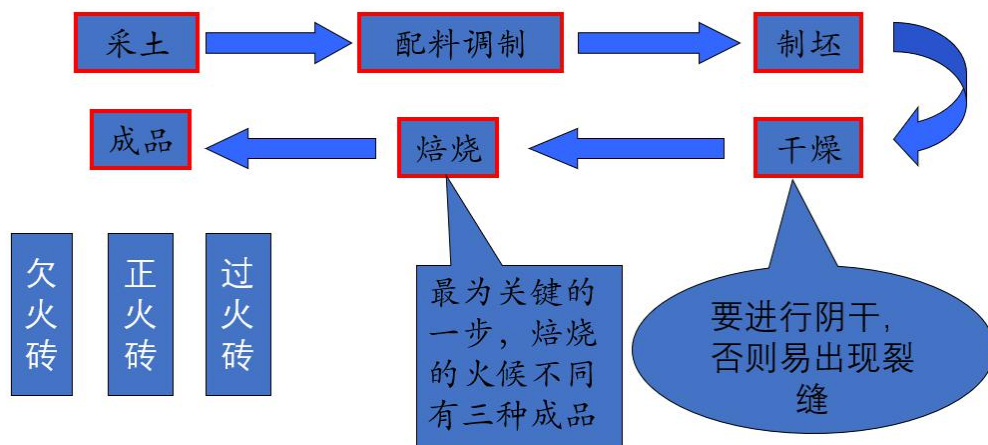 采土
配料调制
制坯
成品
焙烧
干燥
欠火砖
正火砖
过火砖
最为关键的
一步，焙烧
的火候不同
有三种成品
要进行阴干,
否则易出现裂
缝